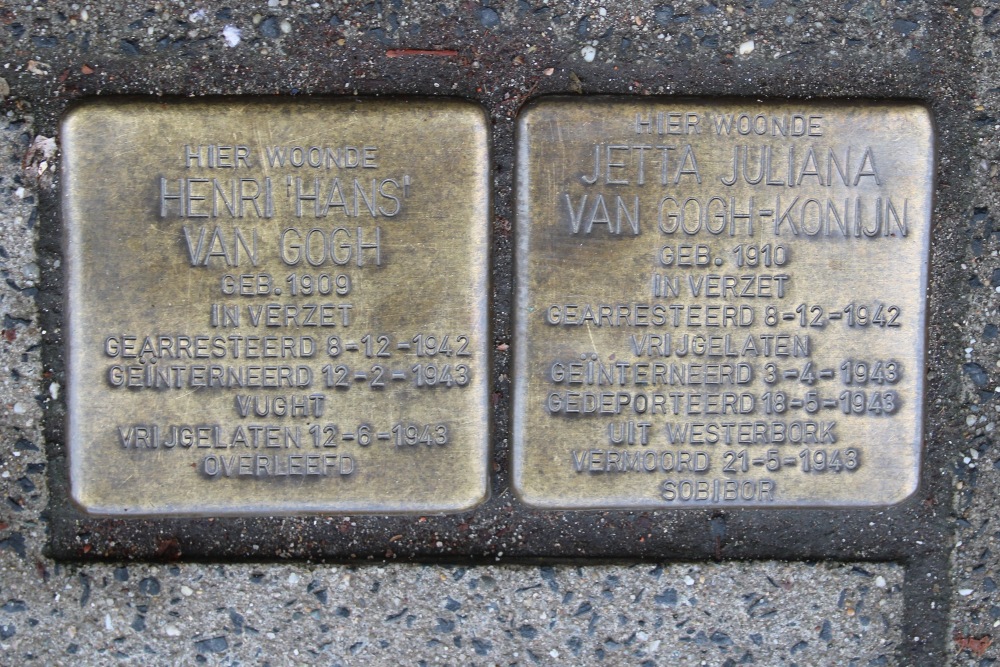 HIER WOONDE
HENRI 'HANS'
VAN GOGH
GEB. 1909
IN VERZET
GEARRESTEERD 8-12-1942
GEÏNTERNEERD 12-2-1943
VUGHT
VRIJGELATEN 12-6-1943
OVERLEEFD
HIER WOONDE
JETTA JULIANA
VAN GOGH-KONIJN
GEB. 1910
IN VERZET
GEARRESTEERD 8-12-1942
VRIJGELATEN
GEÏNTERNEERD 3-4-1943
GEDEPORTEERD 18-5-1943
UIT WESTERBORK
VERMOORD 21-5-1943
SOBIBOR